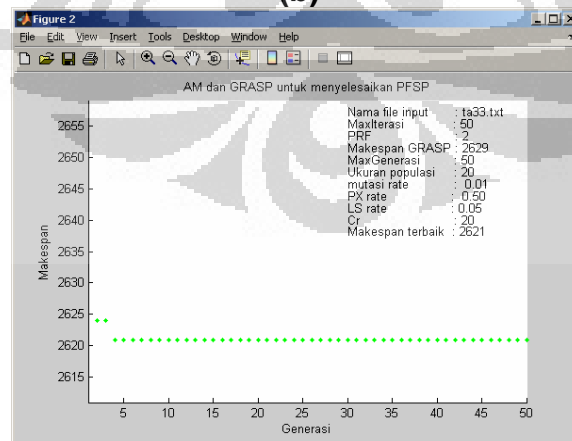 Figure 2
File Edit View Insert Tools Desktop Window Help
AM dan GRASP untuk menyelesaikan PFSP
Nama file input : ta33.txt
MaxIterasi : 50
PRF : 2
Makespan GRASP : 2629
MaxGenerasi : 50
Ukuran populasi : 20
mutasi rate : 0.01
PX rate : 0.50
LS rate : 0.05
Cr : 20
Makespan terbaik : 2621
2655
2650
2645
2640
2635
2630
2625
2620
2615
Makespan
5 10 15 20 25 30 35 40 45 50
Generasi